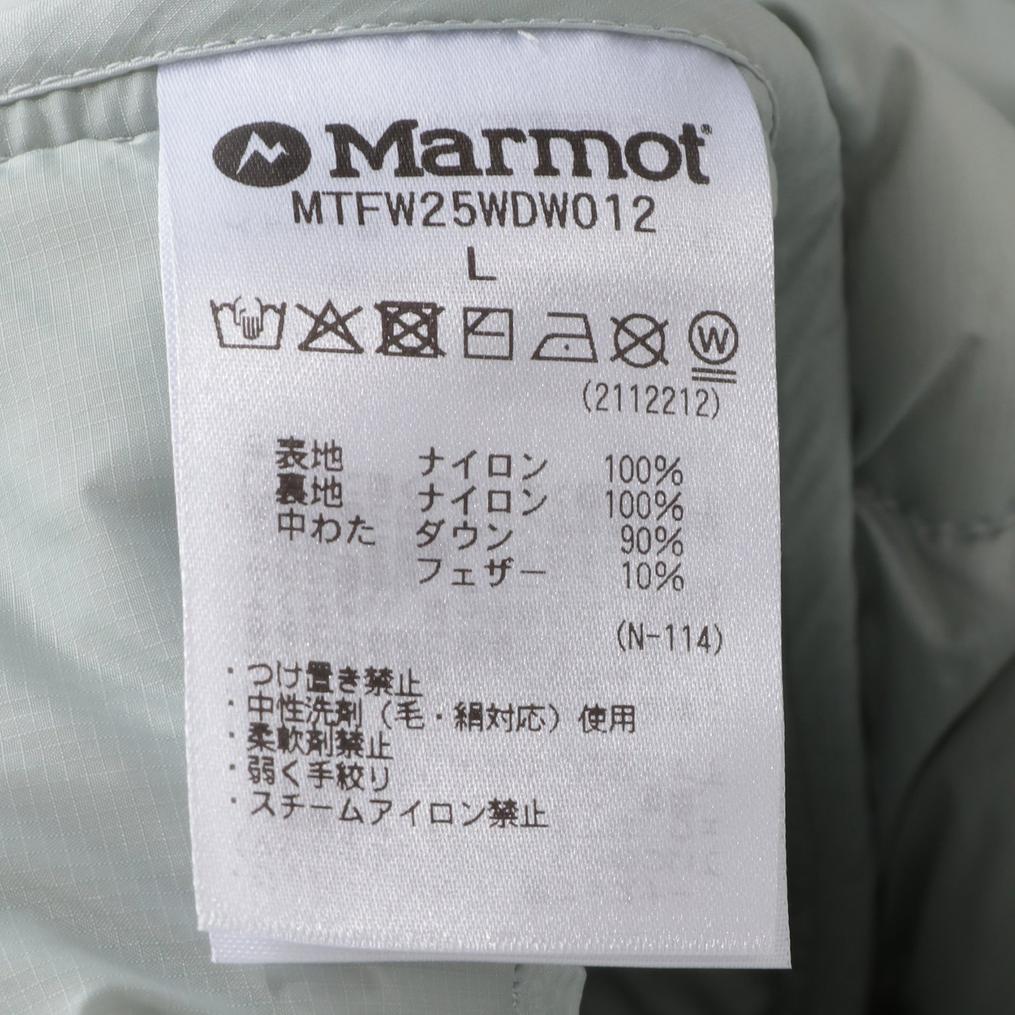 Marmot®
MTFW25WDW012
L
W
(2112212)
表地 ナイロン 100%
裏地 ナイロン 100%
中わた ダウン 90%
フェザー 10%
(N-114)
・つけ置き禁止
・中性洗剤（毛・絹対応）使用
・柔軟剤禁止
・弱く手絞り
・スチームアイロン禁止